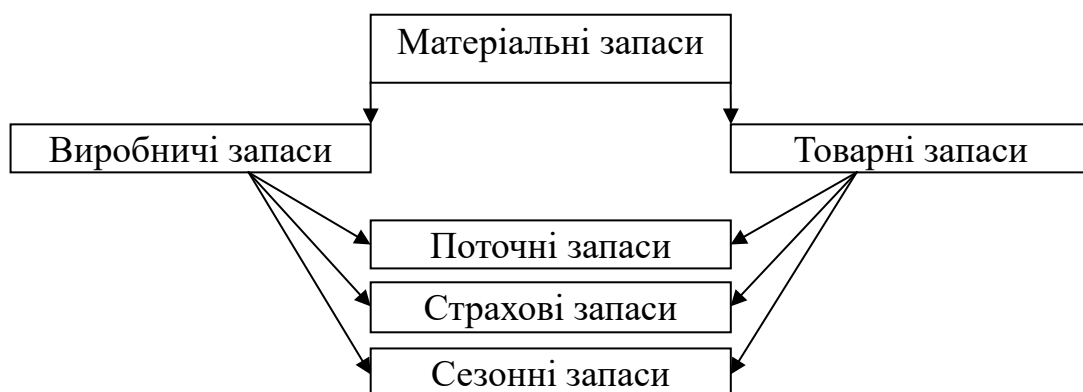 Матеріальні запаси
Виробничі запаси
Товарні запаси
Поточні запаси
Страхові запаси
Сезонні запаси